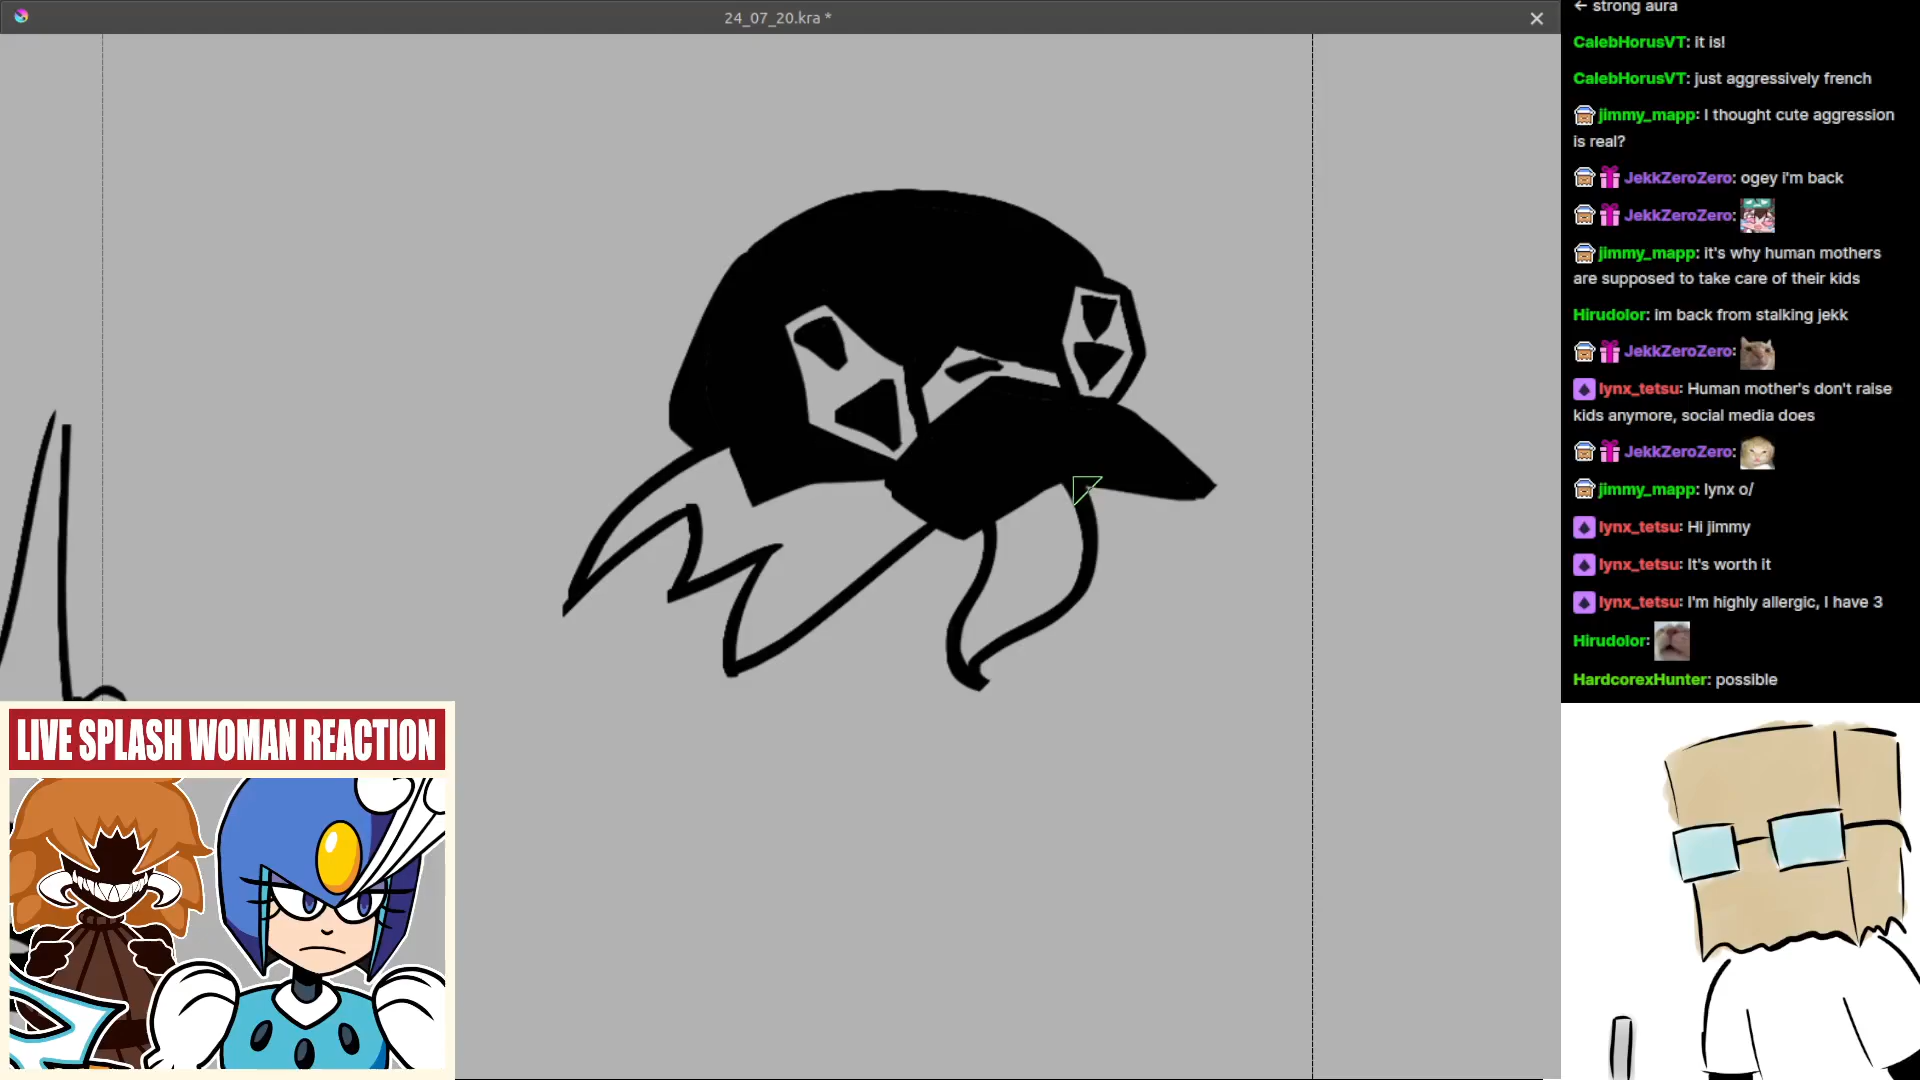 24_07_20.kra *
← strong aura
CalebHorusVT: it is!
CalebHorusVT: just aggressively french
jimmy_mapp: I thought cute aggression
is real?
JekkZeroZero: ogey i'm back
JekkZeroZero:
jimmy_mapp: it's why human mothers
are supposed to take care of their kids
Hirudolor: im back from stalking jekk
JekkZeroZero:
lynx_tetsu: Human mother's don't raise
kids anymore, social media does
JekkZeroZero:
jimmy_mapp: lynx o/
lynx_tetsu: Hi jimmy
lynx_tetsu: It's worth it
lynx_tetsu: I'm highly allergic, I have 3
Hirudolor:
HardcorexHunter: possible
LIVE SPLASH WOMAN REACTION